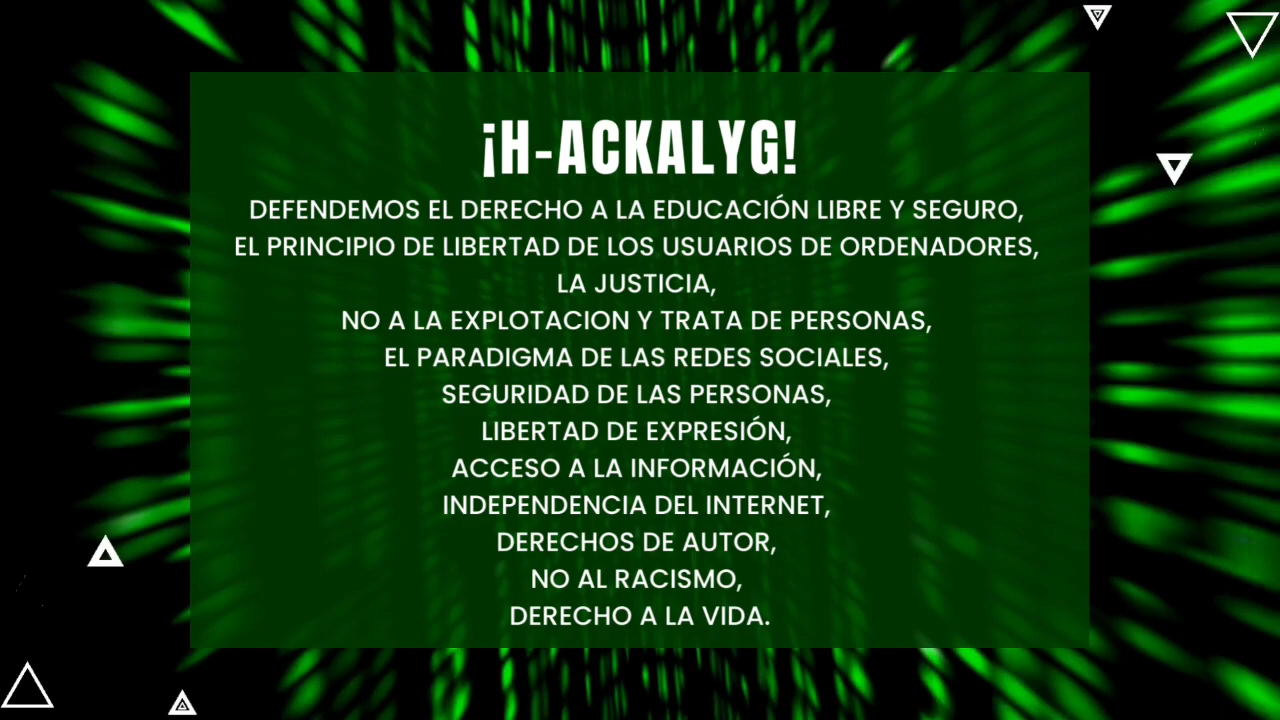 ¡H-ACKALYG!
DEFENDEMOS EL DERECHO A LA EDUCACIÓN LIBRE Y SEGURO,
EL PRINCIPIO DE LIBERTAD DE LOS USUARIOS DE ORDENADORES,
LA JUSTICIA,
NO A LA EXPLOTACION Y TRATA DE PERSONAS,
EL PARADIGMA DE LAS REDES SOCIALES,
SEGURIDAD DE LAS PERSONAS,
LIBERTAD DE EXPRESIÓN,
ACCESO A LA INFORMACIÓN,
INDEPENDENCIA DEL INTERNET,
DERECHOS DE AUTOR,
NO AL RACISMO,
DERECHO A LA VIDA.